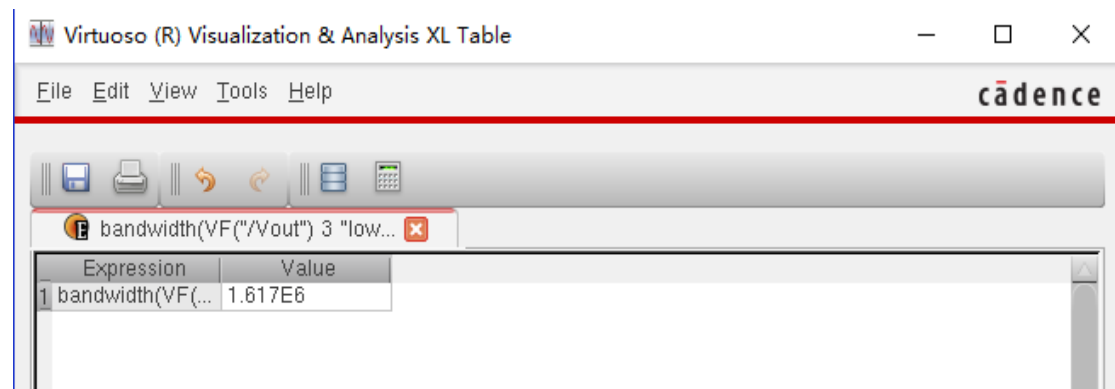 Virtuoso (R) Visualization & Analysis XL Table
File Edit View Tools Help
cādence
bandwidth(VF("/Vout") 3 "low...
Expression Value
1 bandwidth(VF(... 1.617E6